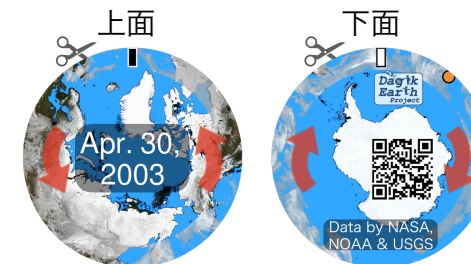 上面
下面
Apr. 30,
2003
Dagik
Earth
Project
Data by NASA,
NOAA & USGS